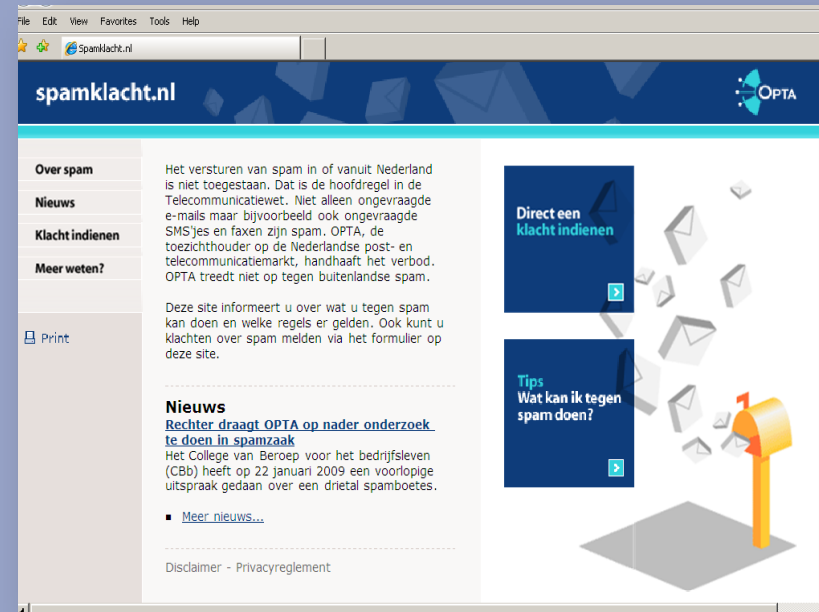 File Edit View Favorites Tools Help
Spamklacht.nl
spamklacht.nl
OPTA
Over spam
Nieuws
Klacht indienen
Meer weten?
Print
Het versturen van spam in of vanuit Nederland
is niet toegestaan. Dat is de hoofdregel in de
Telecommunicatiewet. Niet alleen ongevraagde
e-mails maar bijvoorbeeld ook ongevraagde
SMS'jes en faxen zijn spam. OPTA, de
toezichthouder op de Nederlandse post- en
telecommunicatiemarkt, handhaaft het verbod.
OPTA treedt niet op tegen buitenlandse spam.
Deze site informeert u over wat u tegen spam
kan doen en welke regels er gelden. Ook kunt u
klachten over spam melden via het formulier op
deze site.
Nieuws
Rechter draagt OPTA op nader onderzoek
te doen in spamzaak
Het College van Beroep voor het bedrijfsleven
(CBb) heeft op 22 januari 2009 een voorlopige
uitspraak gedaan over een drietal spamboetes.
Meer nieuws...
Disclaimer - Privacyreglement
Direct een
klacht indienen
Tips
Wat kan ik tegen
spam doen?